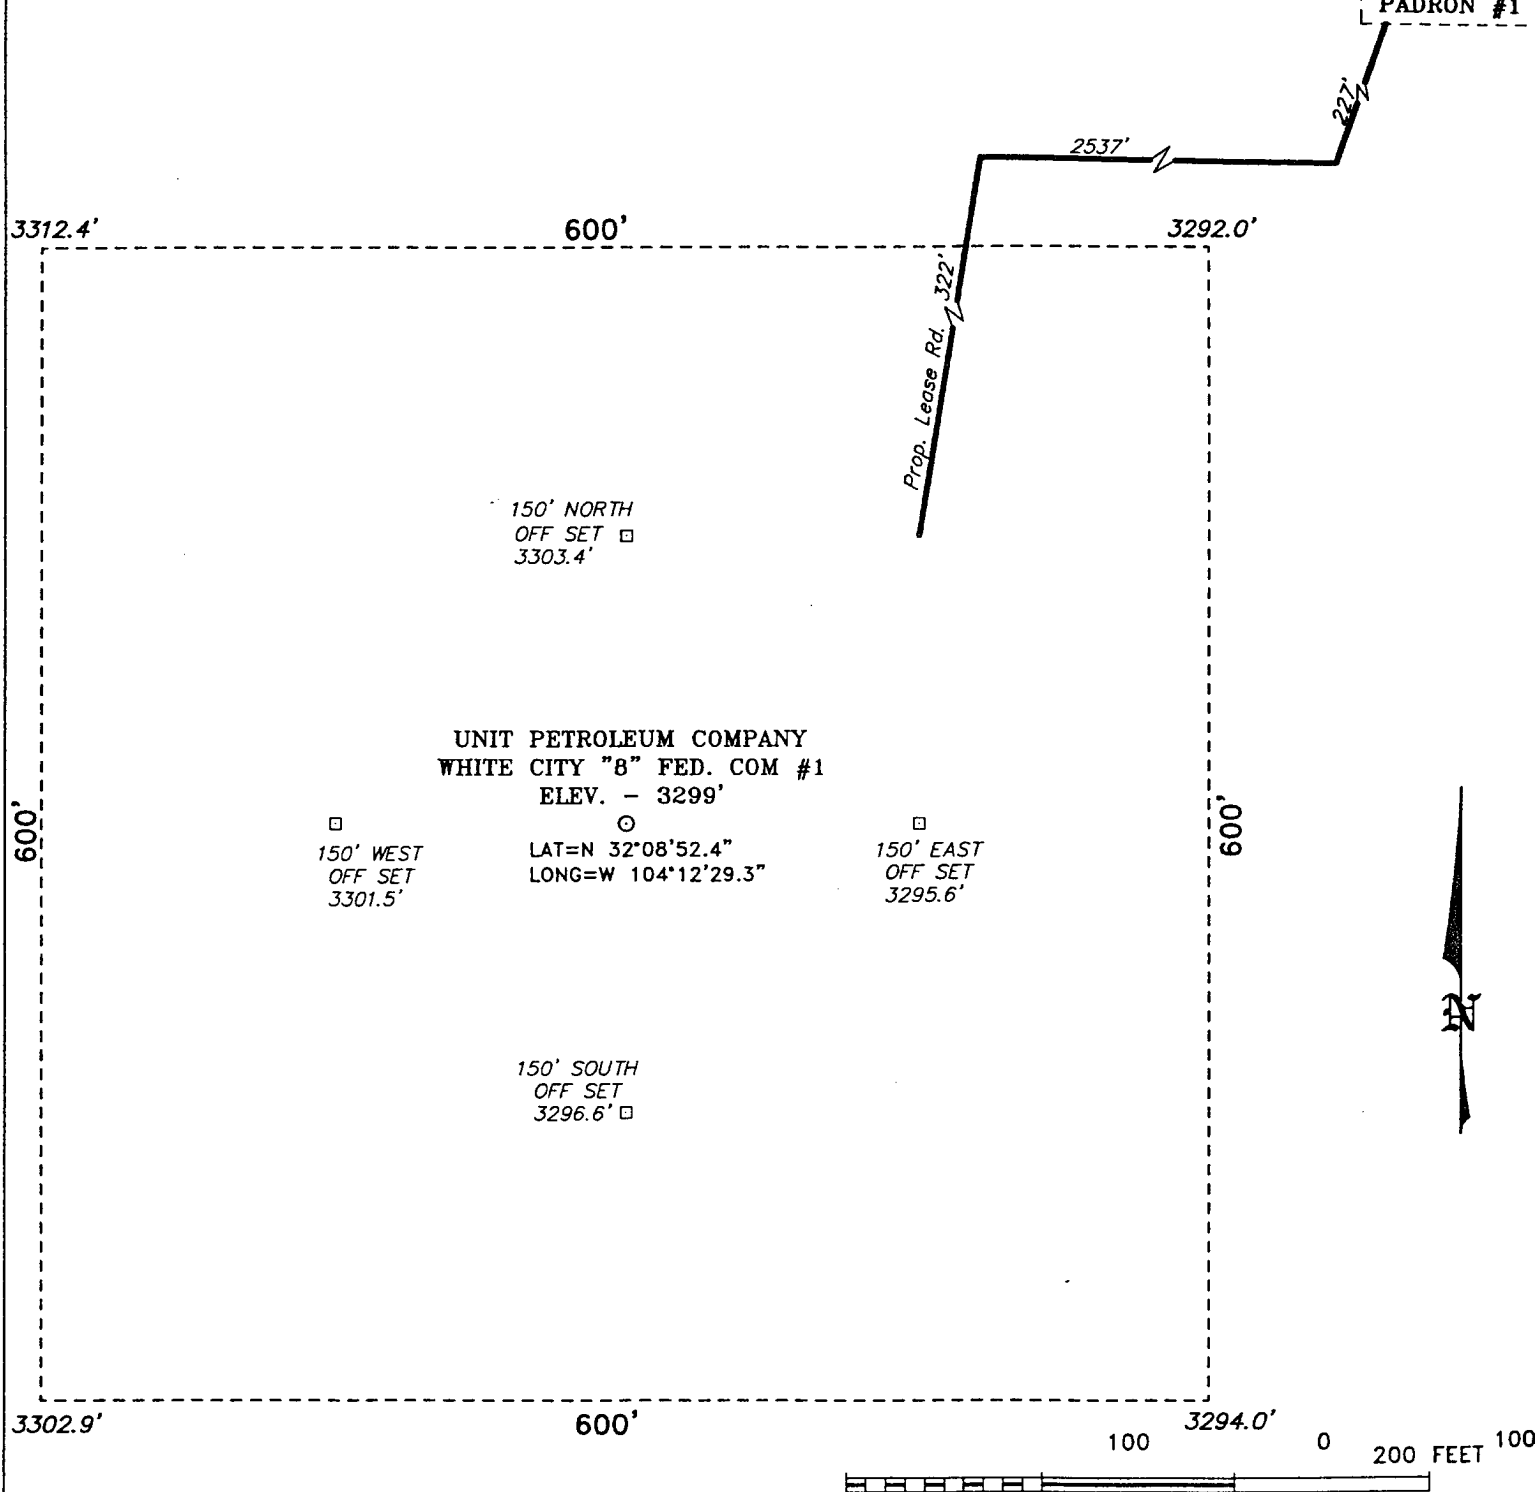 PADRON #1
227'
2537'
3312.4'
600'
3292.0'
322'
Prop. Lease Rd.
150' NORTH
OFF SET
3303.4'
UNIT PETROLEUM COMPANY
WHITE CITY "8" FED. COM #1
ELEV. - 3299'
600'
600'
LAT=N 32°08'52.4"
LONG=W 104°12'29.3"
150' WEST
OFF SET
3301.5'
150' EAST
OFF SET
3295.6'
N
150' SOUTH
OFF SET
3296.6'
3302.9'
600'
3294.0'
100 0 100
200 FEET